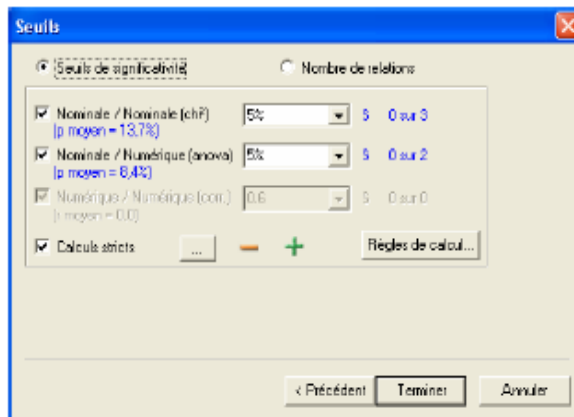 Seuils
Seuils de significativité
Nombre de relations
Nominale / Nominale (chi²) 5% S 0 sur 3
(p moyen = 13,7%)
Nominale / Numérique (anova) 5% S 0 sur 2
(p moyen = 8,4%)
Numérique / Numérique (corr.) 0.6 S 0 sur 0
(r moyen = 0.0)
Calculs stricts ... Règles de calcul...
< Précédent Terminer Annuler